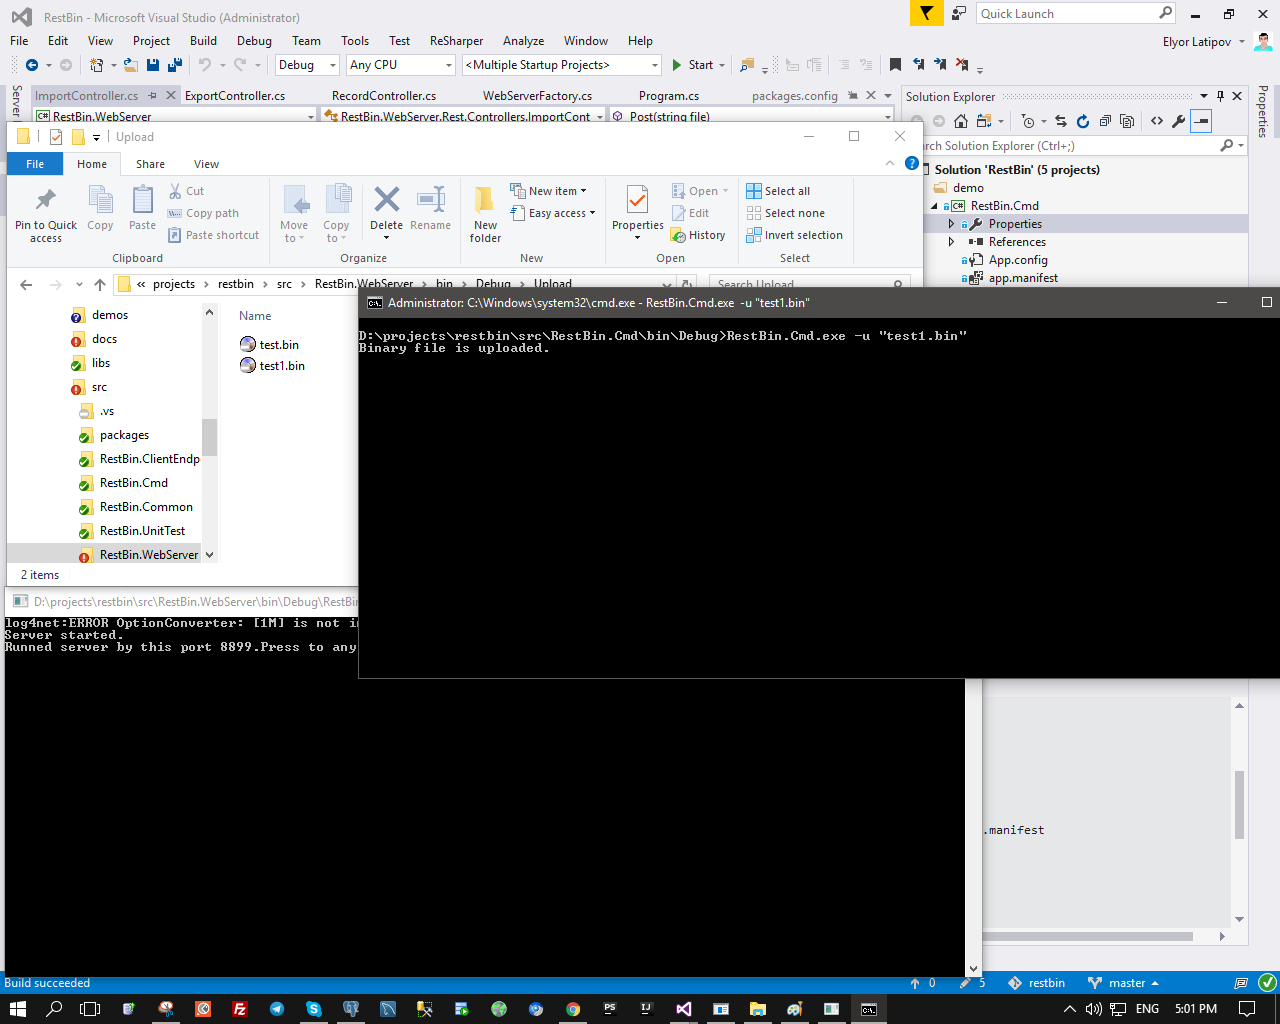 RestBin - Microsoft Visual Studio (Administrator)
Quick Launch
File Edit View Project Build Debug Team Tools Test ReSharper Analyze Window Help
Elyor Latipov
Debug Any CPU <Multiple Startup Projects> Start
Server
ImportController.cs ExportController.cs RecordController.cs WebServerFactory.cs Program.cs packages.config
RestBin.WebServer RestBin.WebServer.Rest.Controllers.ImportCont Post(string file)
Solution Explorer
Properties
rch Solution Explorer (Ctrl+;)
Solution 'RestBin' (5 projects)
demo
RestBin.Cmd
Properties
References
App.config
app.manifest
Upload
File Home Share View
Pin to Quick access
Copy
Paste
Cut
Copy path
Paste shortcut
Clipboard
Move to
Copy to
Delete
Rename
Organize
New folder
New item
Easy access
New
Properties
Open
Edit
History
Open
Select all
Select none
Invert selection
Select
« projects restbin src RestBin.WebServer bin Debug Upload
Search Upload
demos
docs
libs
src
.vs
packages
RestBin.ClientEndp
RestBin.Cmd
RestBin.Common
RestBin.UnitTest
RestBin.WebServer
Name
test.bin
test1.bin
2 items
Administrator: C:\Windows\system32\cmd.exe - RestBin.Cmd.exe -u "test1.bin"
D:\projects\restbin\src\RestBin.Cmd\bin\Debug>RestBin.Cmd.exe -u "test1.bin"
Binary file is uploaded.
D:\projects\restbin\src\RestBin.WebServer\bin\Debug\RestBin
log4net:ERROR OptionConverter: [1M] is not in
Server started.
Runned server by this port 8899.Press to any
.manifest
Build succeeded
0 5 restbin master
ENG 5:01 PM